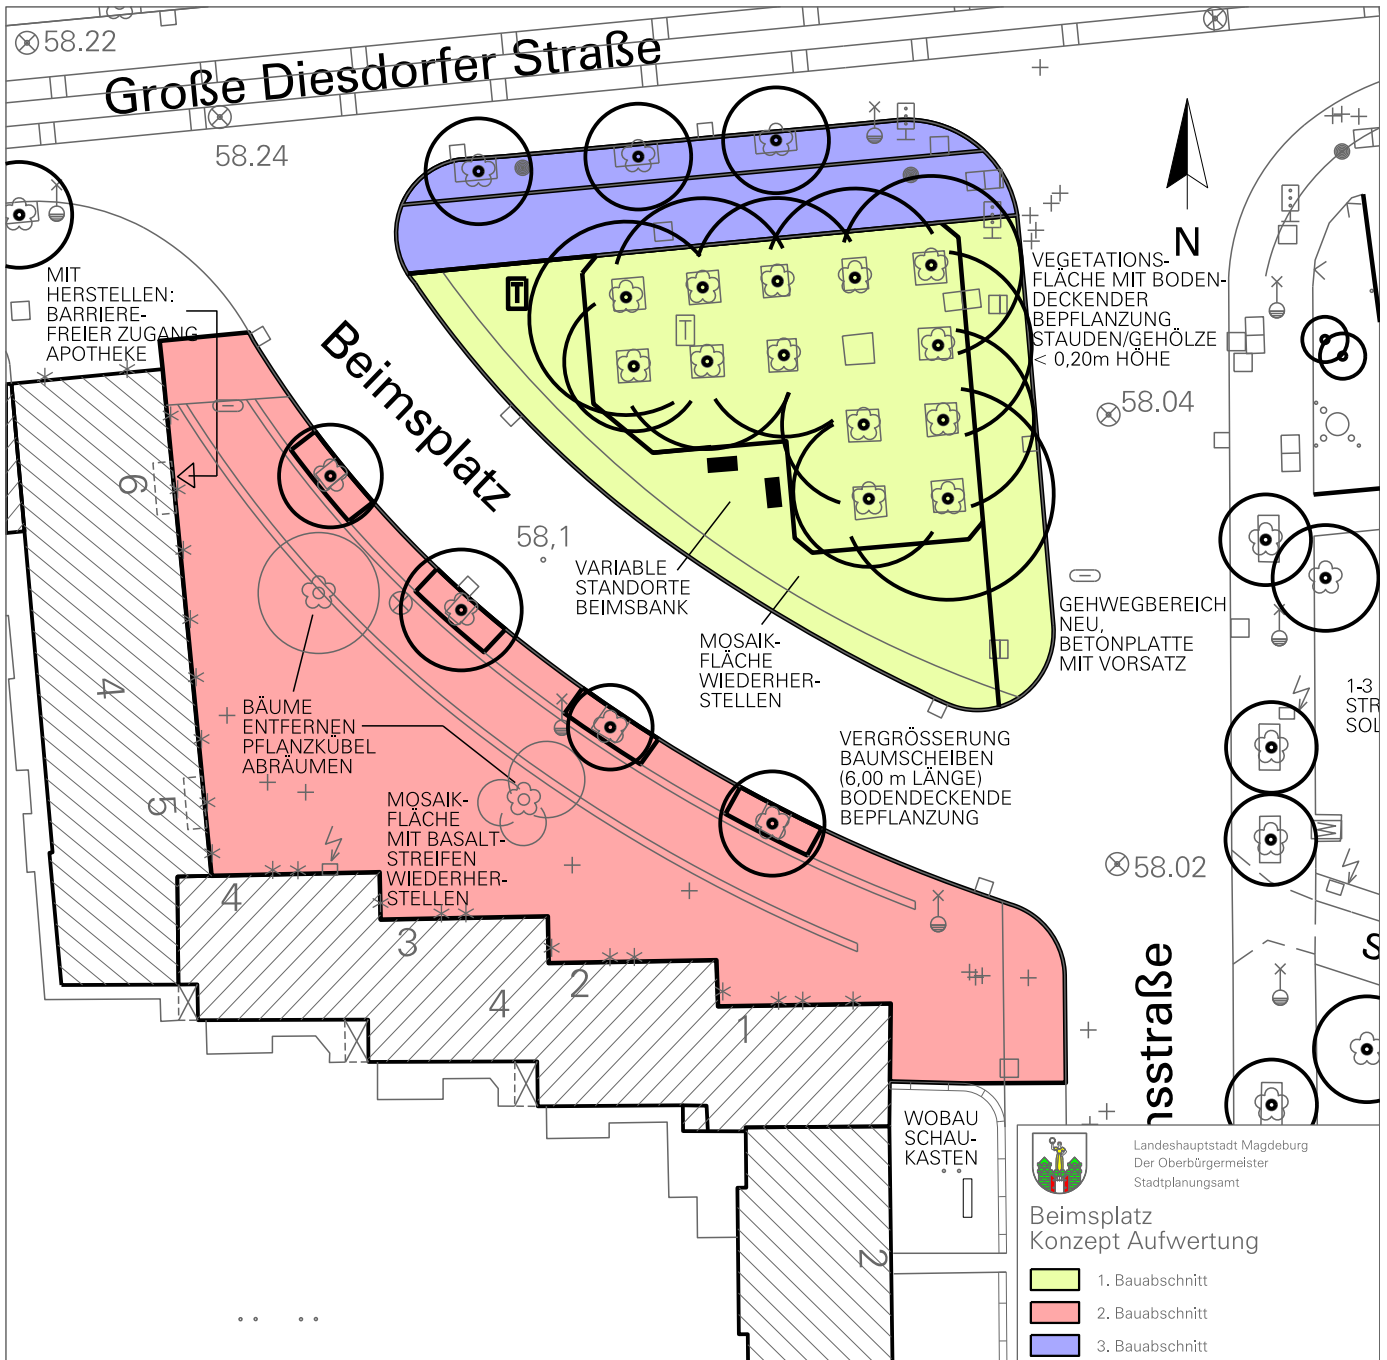 58.22
Große Diesdorfer Straße
58.24
N
MIT
HERSTELLEN:
BARRIERE-
FREIER ZUGANG
APOTHEKE
Beimsplatz
T
T
VEGETATIONS-
FLÄCHE MIT BODEN-
DECKENDER
BEPFLANZUNG
STAUDEN/GEHÖLZE
< 0,20m HÖHE
58.04
6
58,1
VARIABLE
STANDORTE
BEIMSBANK
MOSAIK-
FLÄCHE
WIEDERHER-
STELLEN
GEHWEGBEREICH
NEU,
BETONPLATTE
MIT VORSATZ
4
BÄUME
ENTFERNEN
PFLANZKÜBEL
ABRÄUMEN
1-3
STR
SOL
VERGRÖSSERUNG
BAUMSCHEIBEN
(6,00 m LÄNGE)
BODENDECKENDE
BEPFLANZUNG
5
MOSAIK-
FLÄCHE
MIT BASALT-
STREIFEN
WIEDERHER-
STELLEN
58.02
4
3
2
4
1
S
nsstraße
WOBAU
SCHAU-
KASTEN
2
Landeshauptstadt Magdeburg
Der Oberbürgermeister
Stadtplanungsamt
Beimsplatz
Konzept Aufwertung
1. Bauabschnitt
2. Bauabschnitt
3. Bauabschnitt